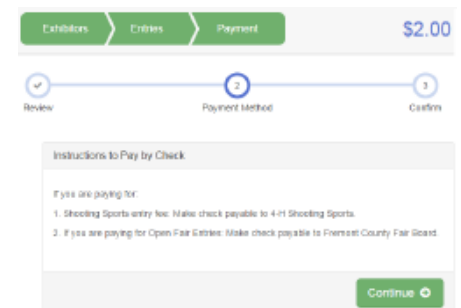 Exhibitors Entries Payment $2.00
2 3
Review Payment Method Confirm
Instructions to Pay by Check
If you are paying for:
1. Shooting Sports entry fee: Make check payable to 4-H Shooting Sports.
2. If you are paying for Open Fair Entries: Make check payable to Fremont County Fair Board.
Continue